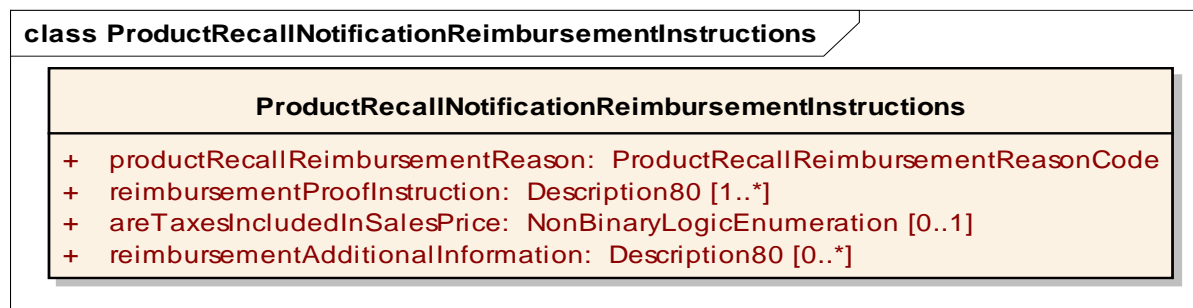 class ProductRecallNotificationReimbursementInstructions
ProductRecallNotificationReimbursementInstructions
+ productRecallReimbursementReason: ProductRecallReimbursementReasonCode
+ reimbursementProofInstruction: Description80 [1..*]
+ areTaxesIncludedInSalesPrice: NonBinaryLogicEnumeration [0..1]
+ reimbursementAdditionalInformation: Description80 [0..*]